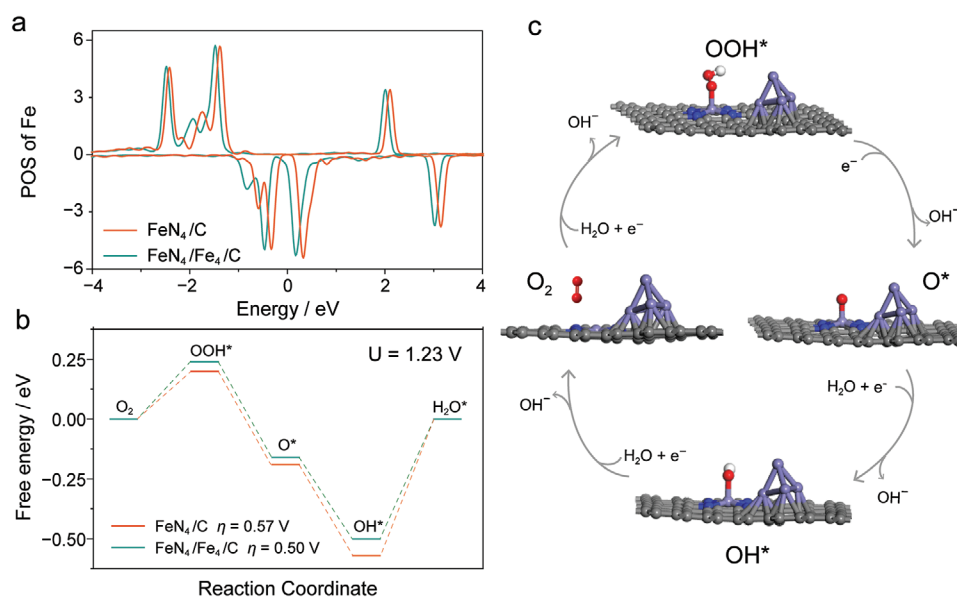 a
POS of Fe
6
3
0
−3
−6
FeN₄/C
FeN₄/Fe₄/C
−4
−2
0
2
4
Energy / eV
b
Free energy / eV
0.25
0.00
−0.25
−0.50
U = 1.23 V
O₂
OOH*
O*
OH*
H₂O*
FeN₄/C η = 0.57 V
FeN₄/Fe₄/C η = 0.50 V
Reaction Coordinate
c
OOH*
OH⁻
e⁻
OH⁻
H₂O + e⁻
O₂
O*
H₂O + e⁻
OH⁻
H₂O + e⁻
OH⁻
OH*